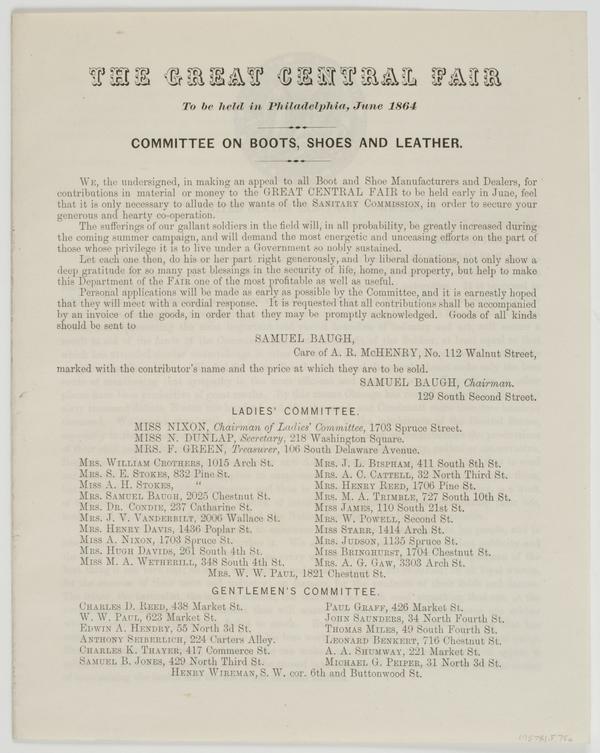 THE GREAT CENTRAL FAIR
To be held in Philadelphia, June 1864
COMMITTEE ON BOOTS, SHOES AND LEATHER.
WE, the undersigned, in making an appeal to all Boot and Shoe Manufacturers and Dealers, for
contributions in material or money to the GREAT CENTRAL FAIR to be held early in June, feel
that it is only necessary to allude to the wants of the SANITARY COMMISSION, in order to secure your
generous and hearty co-operation.
The sufferings of our gallant soldiers in the field will, in all probability, be greatly increased during
the coming summer campaign, and will demand the most energetic and unceasing efforts on the part of
those whose privilege it is to live under a Government so nobly sustained.
Let each one then, do his or her part right generously, and by liberal donations, not only show a
deep gratitude for so many past blessings in the security of life, home, and property, but help to make
this Department of the FAIR one of the most profitable as well as useful.
Personal applications will be made as early as possible by the Committee, and it is earnestly hoped
that they will meet with a cordial response. It is requested that all contributions shall be accompanied
by an invoice of the goods, in order that they may be promptly acknowledged. Goods of all kinds
should be sent to
SAMUEL BAUGH,
Care of A. R. McHENRY, No. 112 Walnut Street,
marked with the contributor's name and the price at which they are to be sold.
SAMUEL BAUGH, Chairman.
129 South Second Street.
LADIES' COMMITTEE.
MISS NIXON, Chairman of Ladies' Committee, 1703 Spruce Street.
MISS N. DUNLAP, Secretary, 218 Washington Square.
MRS. F. GREEN, Treasurer, 106 South Delaware Avenue.
MRS. WILLIAM CROTHERS, 1015 Arch St.
MRS. S. E. STOKES, 832 Pine St.
MISS A. H. STOKES, "
MRS. SAMUEL BAUGH, 2025 Chestnut St.
MRS. DR. CONDIE, 237 Catharine St.
MRS. J. V. VANDERBILT, 2006 Wallace St.
MRS. HENRY DAVIS, 1436 Poplar St.
MISS A. NIXON, 1703 Spruce St.
MRS. HUGH DAVIDS, 261 South 4th St.
MISS M. A. WETHERILL, 348 South 4th St.
MRS. J. L. BISPHAM, 411 South 8th St.
MRS. A. C. CATTELL, 32 North Third St.
MRS. HENRY REED, 1706 Pine St.
MRS. M. A. TRIMBLE, 727 South 10th St.
MISS JAMES, 110 South 21st St.
MRS. W. POWELL, Second St.
MISS STARR, 1414 Arch St.
MRS. JUDSON, 1135 Spruce St.
MISS BRINGHURST, 1704 Chestnut St.
MRS. A. G. GAW, 3303 Arch St.
MRS. W. W. PAUL, 1821 Chestnut St.
GENTLEMEN'S COMMITTEE.
CHARLES D. REED, 438 Market St.
W. W. PAUL, 623 Market St.
EDWIN A. HENDRY, 55 North 3d St.
ANTHONY SEIBERLICH, 224 Carters Alley.
CHARLES K. THAYER, 417 Commerce St.
SAMUEL B. JONES, 429 North Third St.
PAUL GRAFF, 426 Market St.
JOHN SAUNDERS, 34 North Fourth St.
THOMAS MILES, 49 South Fourth St.
LEONARD BENKERT, 716 Chestnut St.
A. A. SHUMWAY, 221 Market St.
MICHAEL G. PEIPER, 31 North 3d St.
HENRY WIREMAN, S. W. cor. 6th and Buttonwood St.